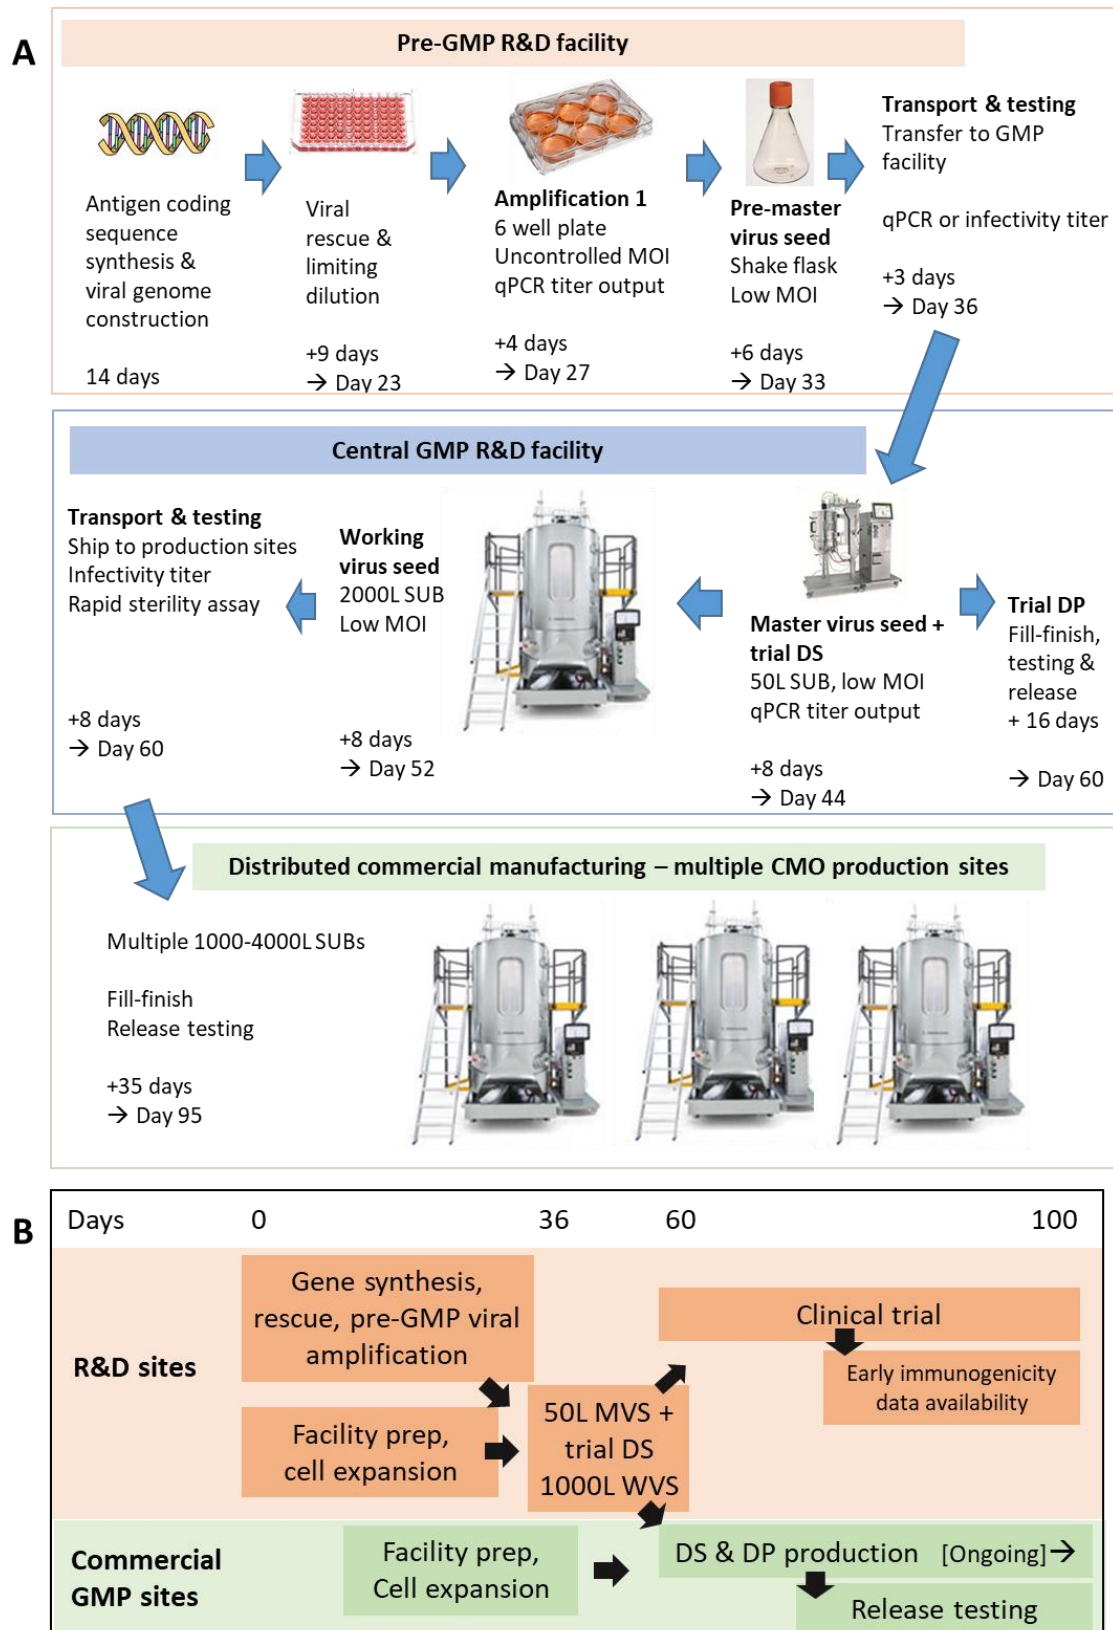 A
Pre-GMP R&D facility
Antigen coding
sequence
synthesis &
viral genome
construction
14 days
Viral
rescue &
limiting
dilution
+9 days
→ Day 23
Amplification 1
6 well plate
Uncontrolled MOI
qPCR titer output
+4 days
→ Day 27
Pre-master
virus seed
Shake flask
Low MOI
+6 days
→ Day 33
Transport & testing
Transfer to GMP
facility
qPCR or infectivity titer
+3 days
→ Day 36
Central GMP R&D facility
Transport & testing
Ship to production sites
Infectivity titer
Rapid sterility assay
+8 days
→ Day 60
Working
virus seed
2000L SUB
Low MOI
+8 days
→ Day 52
Master virus seed +
trial DS
50L SUB, low MOI
qPCR titer output
+8 days
→ Day 44
Trial DP
Fill-finish,
testing &
release
+ 16 days
→ Day 60
Distributed commercial manufacturing – multiple CMO production sites
Multiple 1000-4000L SUBs
Fill-finish
Release testing
+35 days
→ Day 95
B
Days 0 36 60 100
R&D sites
Gene synthesis,
rescue, pre-GMP viral
amplification
Facility prep,
cell expansion
50L MVS +
trial DS
1000L WVS
Clinical trial
Early immunogenicity
data availability
Commercial
GMP sites
Facility prep,
Cell expansion
DS & DP production [Ongoing]→
Release testing